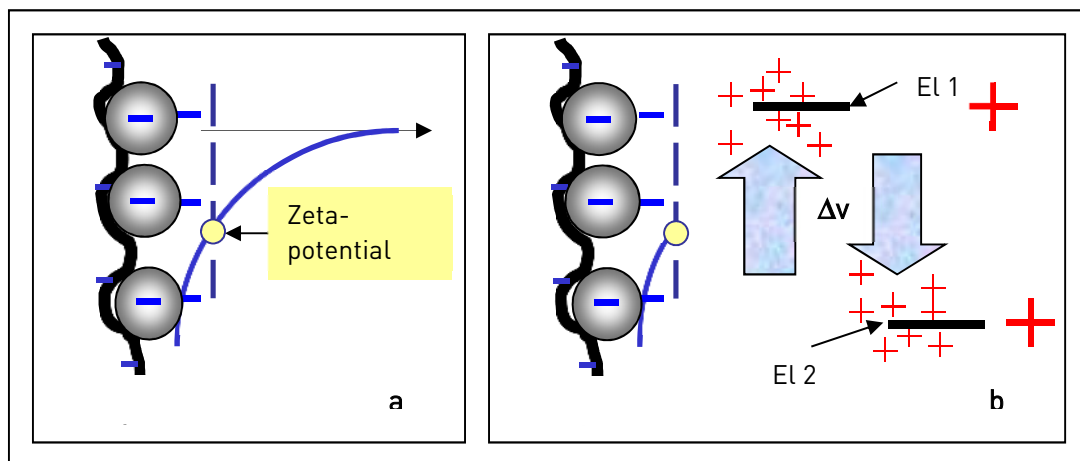 Zeta-
potential
a
El 1
Δv
El 2
b